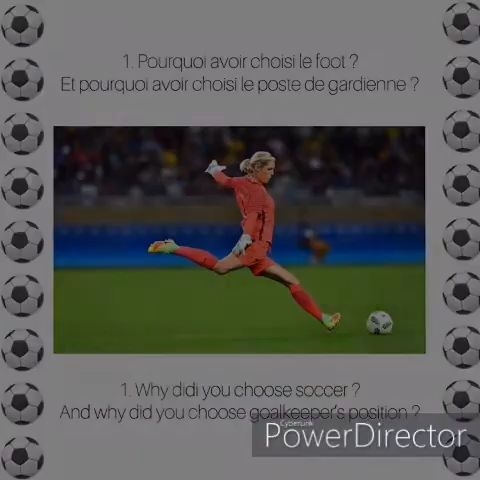 1. Pourquoi avoir choisi le foot ?
Et pourquoi avoir choisi le poste de gardienne ?
1. Why didi you choose soccer ?
And why did you choose goalkeeper's position ?
CyberLink
PowerDirector